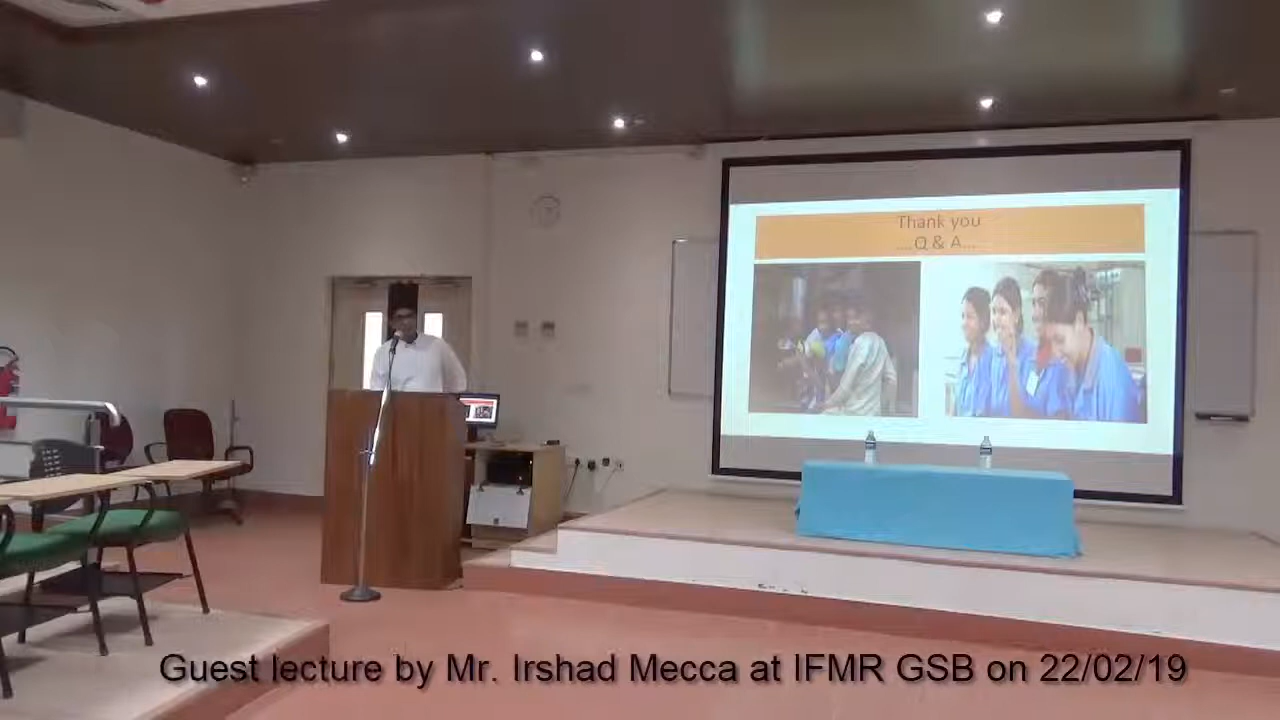 Thank you
....Q & A...
Guest lecture by Mr. Irshad Mecca at IFMR GSB on 22/02/19